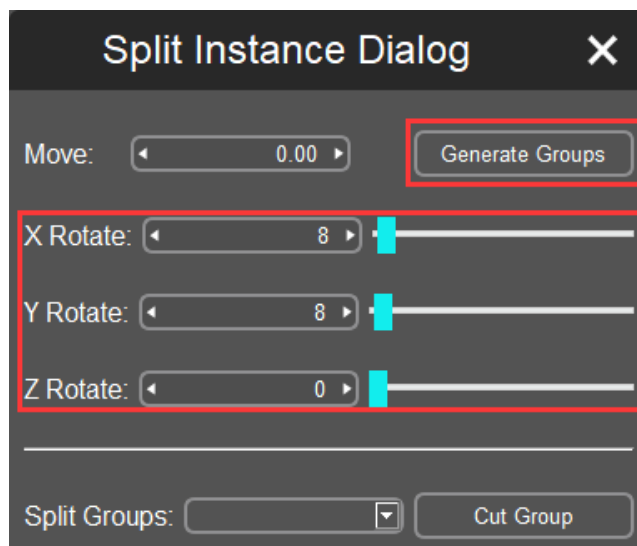 Split Instance Dialog
Move: 0.00 Generate Groups
X Rotate: 8
Y Rotate: 8
Z Rotate: 0
Split Groups: Cut Group